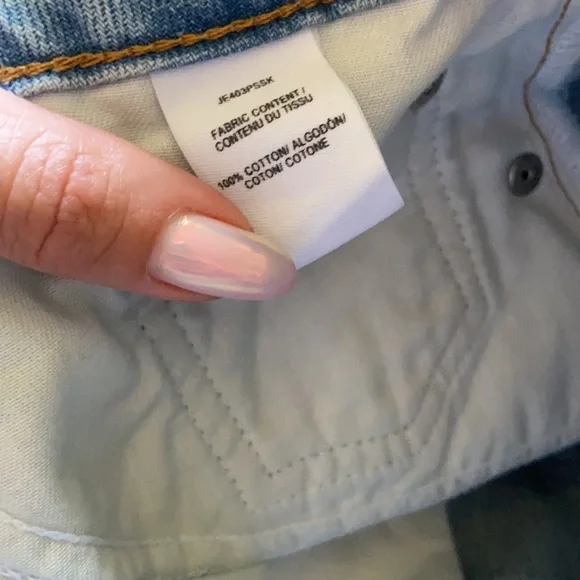 JE403PSSK
FABRIC CONTENT/
CONTENU DU TISSU
100% COTTON/ ALGODÓN/
COTON/ COTONE